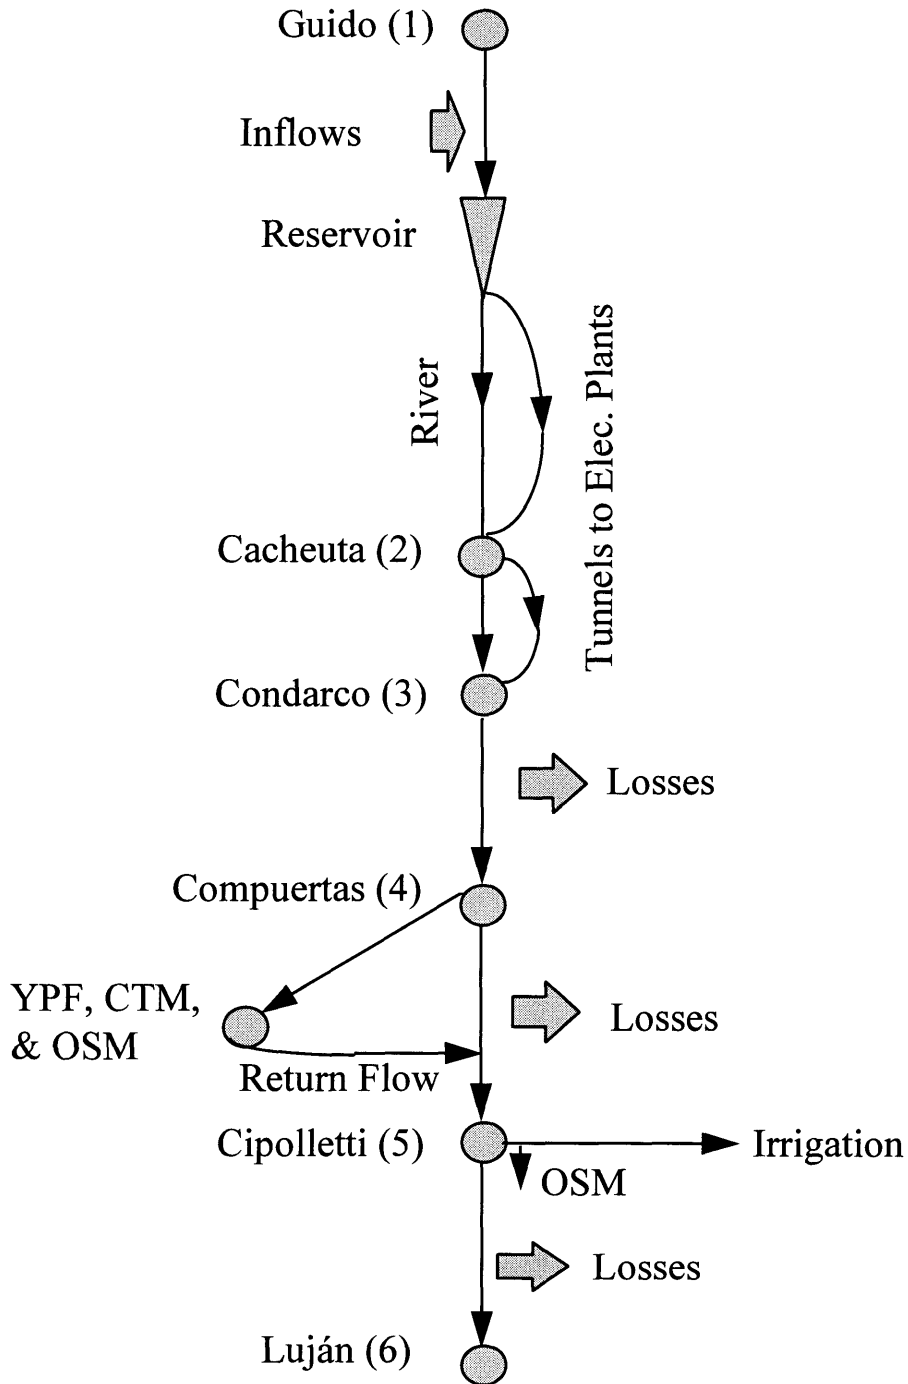 Guido (1)
Inflows
Reservoir
River
Tunnels to Elec. Plants
Cacheuta (2)
Condarco (3)
Losses
Compuertas (4)
YPF, CTM,
& OSM
Losses
Return Flow
Cipolletti (5)
Irrigation
OSM
Losses
Luján (6)